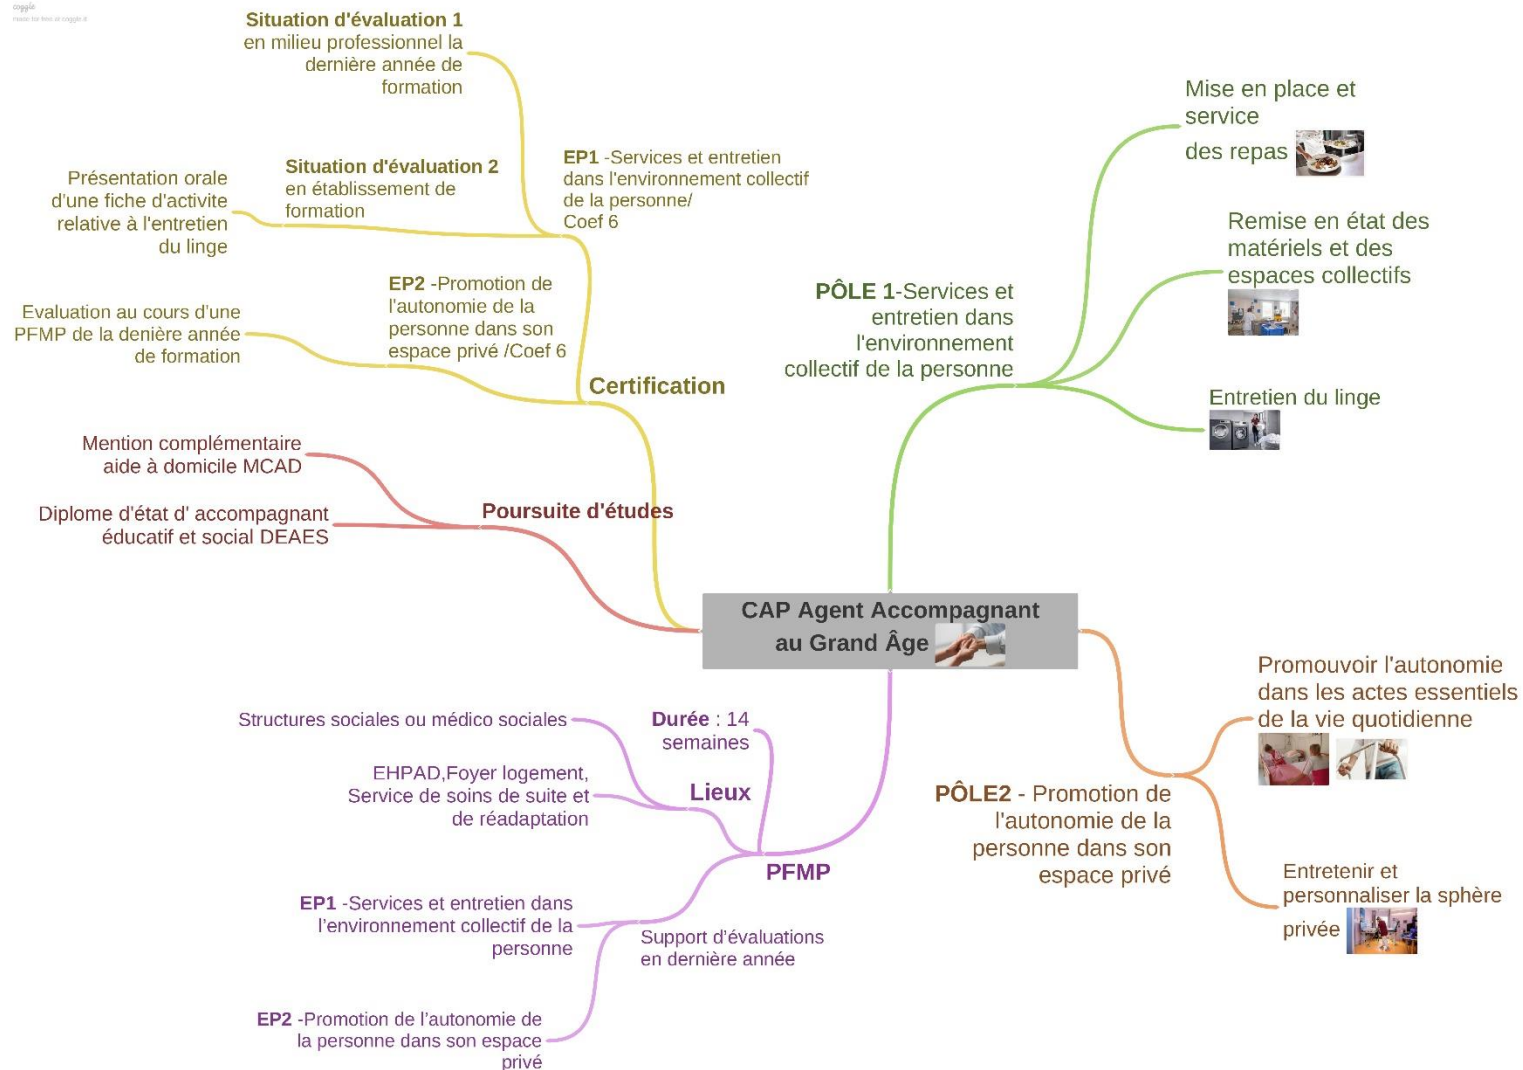 coggle
made for free at coggle.it
Situation d'évaluation 1
en milieu professionnel la
dernière année de
formation
Situation d'évaluation 2
en établissement de
formation
Présentation orale
d'une fiche d'activite
relative à l'entretien
du linge
EP1 -Services et entretien
dans l'environnement collectif
de la personne/
Coef 6
EP2 -Promotion de
l'autonomie de la
personne dans son
espace privé /Coef 6
Evaluation au cours d'une
PFMP de la denière année
de formation
Certification
Mention complémentaire
aide à domicile MCAD
Diplome d'état d' accompagnant
éducatif et social DEAES
Poursuite d'études
Mise en place et
service
des repas
Remise en état des
matériels et des
espaces collectifs
Entretien du linge
PÔLE 1-Services et
entretien dans
l'environnement
collectif de la personne
CAP Agent Accompagnant
au Grand Âge
Promouvoir l'autonomie
dans les actes essentiels
de la vie quotidienne
PÔLE2 - Promotion de
l'autonomie de la
personne dans son
espace privé
Entretenir et
personnaliser la sphère
privée
Structures sociales ou médico sociales
Durée : 14
semaines
EHPAD,Foyer logement,
Service de soins de suite et
de réadaptation
Lieux
PFMP
EP1 -Services et entretien dans
l’environnement collectif de la
personne
Support d’évaluations
en dernière année
EP2 -Promotion de l’autonomie de
la personne dans son espace
privé